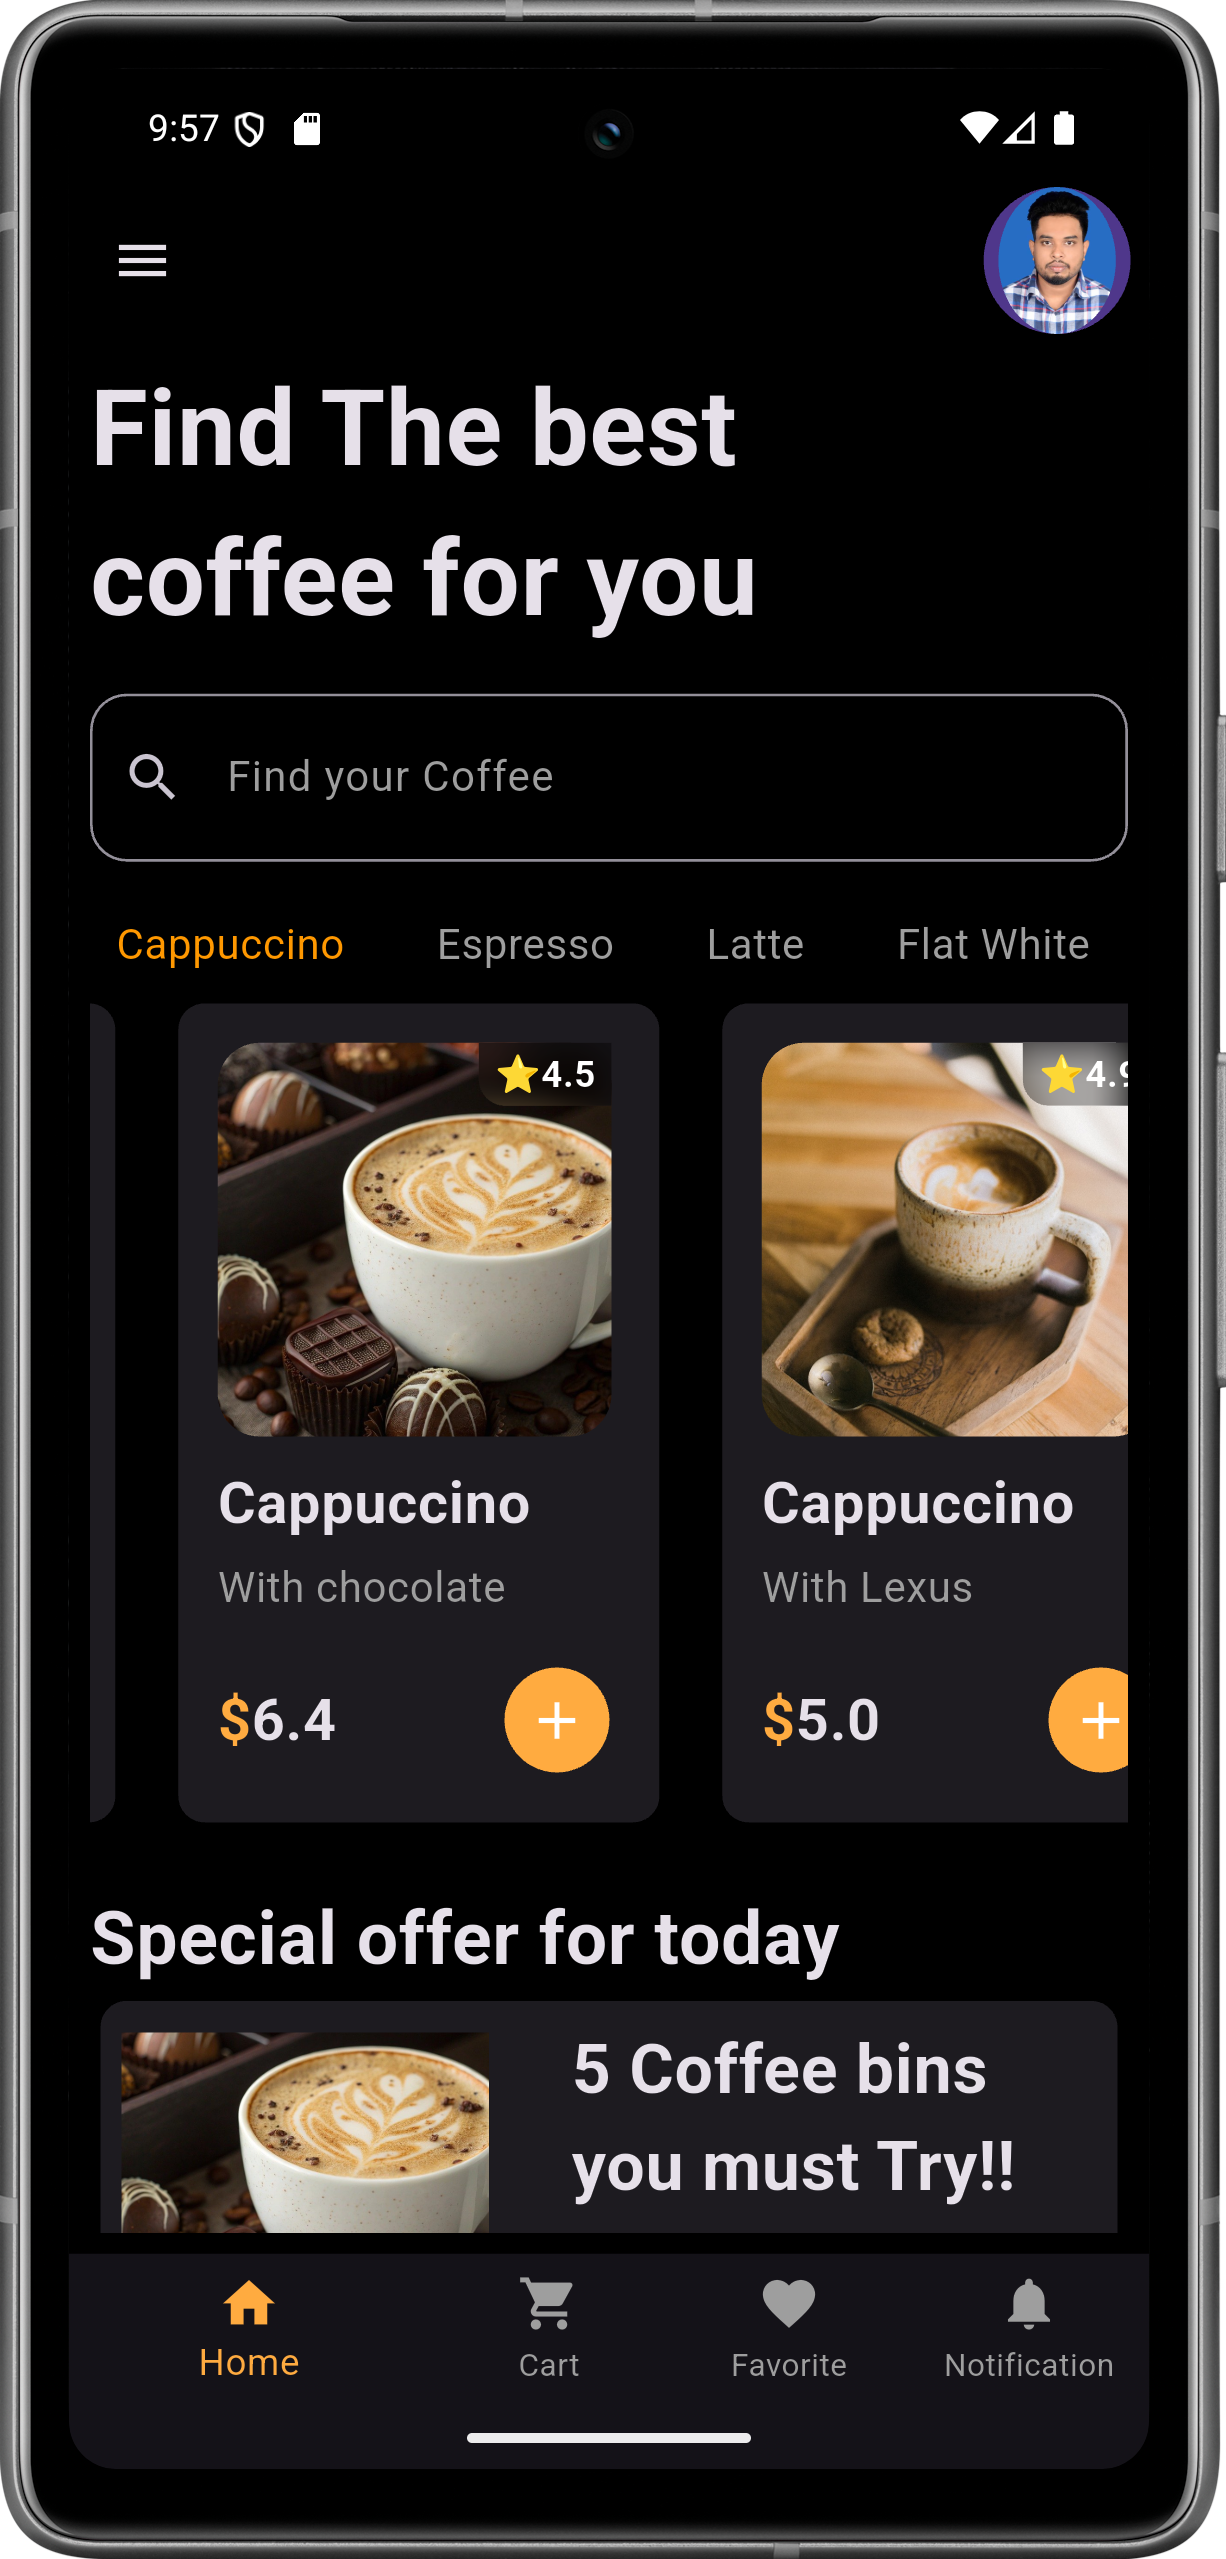 9:57
Find The best
coffee for you
Find your Coffee
Cappuccino Espresso Latte Flat White
4.5
4.9
Cappuccino
With chocolate
$6.4
Cappuccino
With Lexus
$5.0
Special offer for today
5 Coffee bins
you must Try!!
Home Cart Favorite Notification